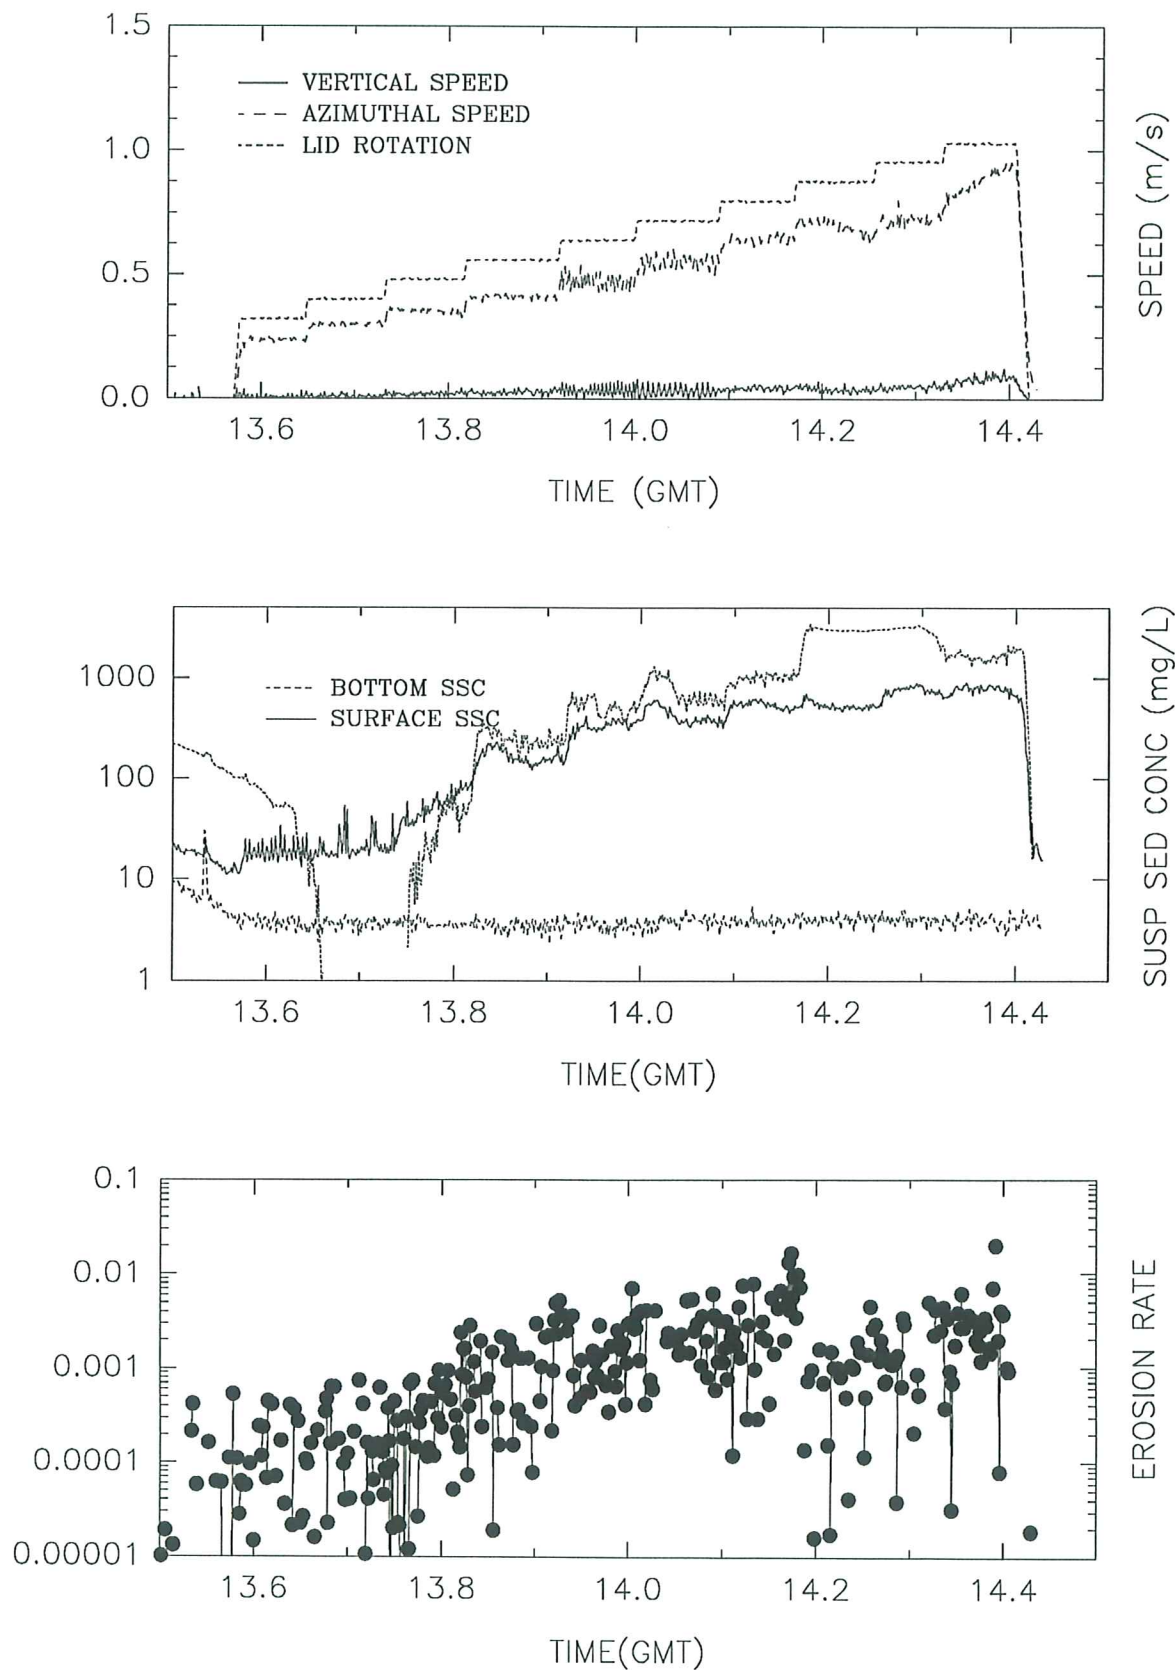 1.5
1.0
0.5
0.0
VERTICAL SPEED
AZIMUTHAL SPEED
LID ROTATION
13.6 13.8 14.0 14.2 14.4
TIME (GMT)
SPEED (m/s)
1000
100
10
1
BOTTOM SSC
SURFACE SSC
13.6 13.8 14.0 14.2 14.4
TIME(GMT)
SUSP SED CONC (mg/L)
0.1
0.01
0.001
0.0001
0.00001
13.6 13.8 14.0 14.2 14.4
TIME(GMT)
EROSION RATE